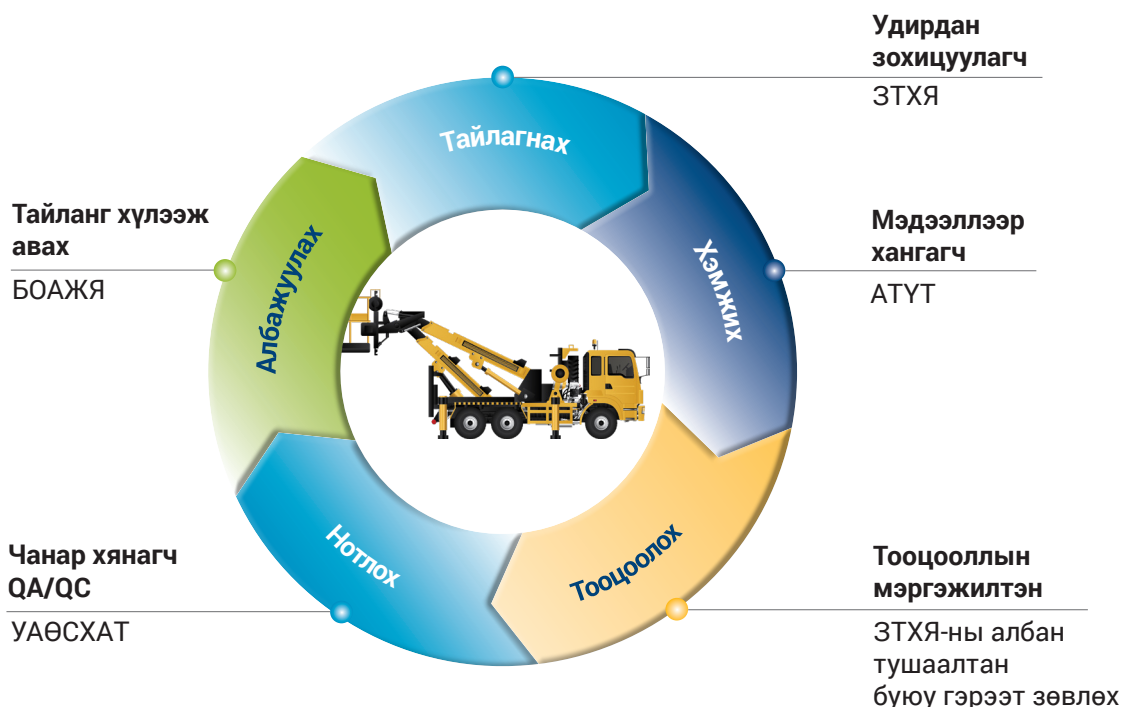 Удирдан
зохицуулагч
ЗТХЯ
Тайлагнах
Тайланг хүлээж
авах
БОАЖЯ
Албажуулах
Хэмжих
Мэдээллээр
хангагч
АТҮТ
Нотлох
Тооцоолох
Чанар хянагч
QA/QC
УАӨСХАТ
Тооцооллын
мэргэжилтэн
ЗТХЯ-ны албан
тушаалтан
буюу гэрээт зөвлөх